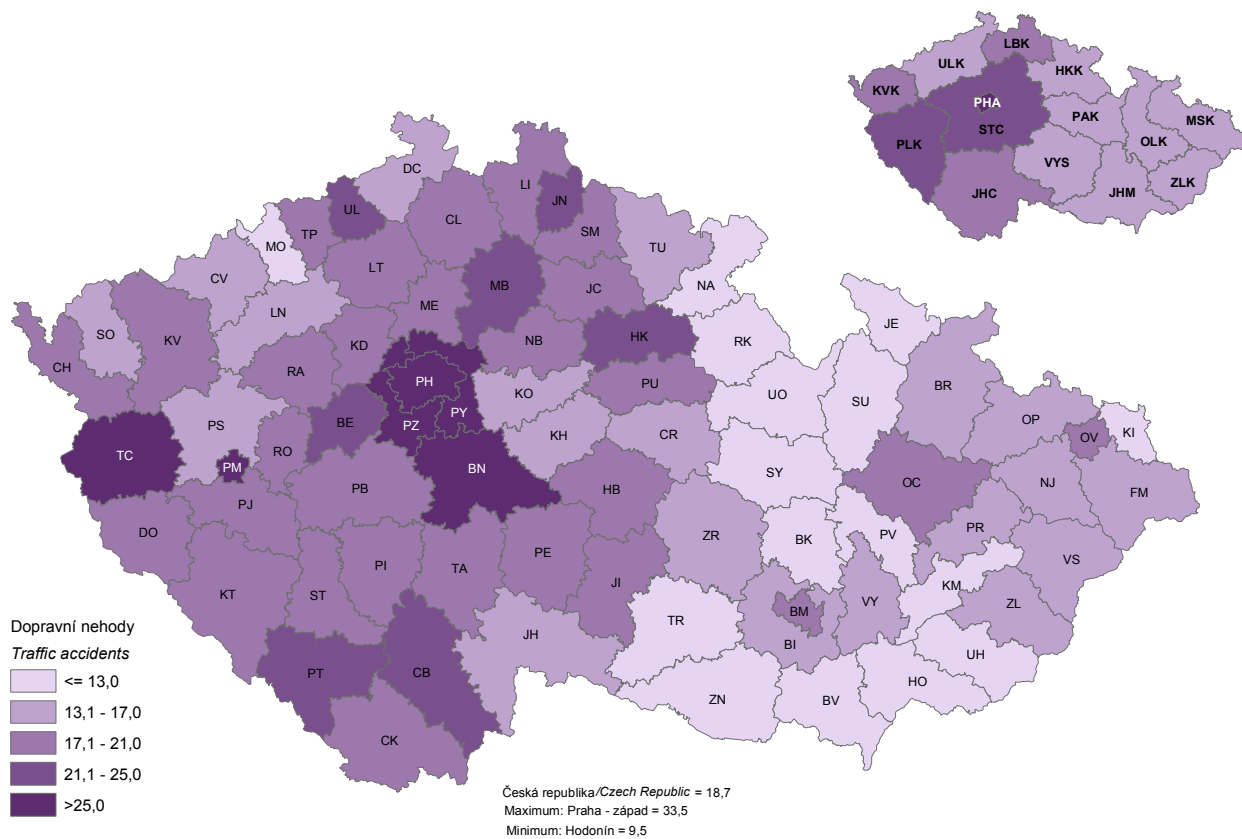 LBK
ULK
HKK
KVK
PHA
PAK
MSK
STC
PLK
OLK
VYS
ZLK
JHC
JHM
DC
LI
UL
JN
CL
TP
SM
MO
TU
CV
LT
MB
JC
NA
LN
ME
SO
JE
KV
HK
RK
KD
NB
CH
RA
PH
PU
BR
KO
UO
SU
PY
OP
PS
BE
PZ
KH
CR
OV
KI
TC
PM
RO
BN
SY
OC
PB
HB
NJ
FM
PJ
DO
ZR
BK
PV
PR
PI
TA
PE
VS
JI
KT
ST
KM
VY
ZL
BM
TR
JH
BI
UH
PT
CB
HO
ZN
BV
CK
Dopravní nehody
Traffic accidents
<= 13,0
13,1 - 17,0
17,1 - 21,0
21,1 - 25,0
>25,0
Česká republika/Czech Republic = 18,7
Maximum: Praha - západ = 33,5
Minimum: Hodonín = 9,5